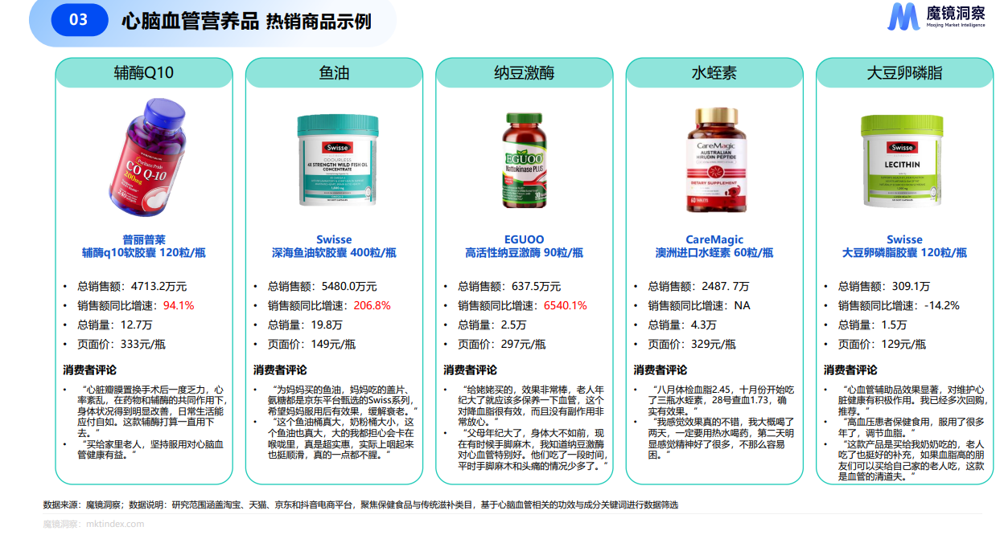 03 心脑血管营养品 热销商品示例
魔镜洞察
Moojing Market Intelligence
辅酶Q10
Puritan's Pride
CO Q-10
200mg
240
普丽普莱
辅酶q10软胶囊 120粒/瓶
• 总销售额：4713.2万元
• 销售额同比增速：94.1%
• 总销量：12.7万
• 页面价：333元/瓶
消费者评论
• “心脏瓣膜置换手术后一度乏力，心
率紊乱，在药物和辅酶的共同作用下，
身体状况得到明显改善，日常生活能
应付自如。这款辅酶打算一直用下
去。”
• “买给家里老人，坚持服用对心脑血
管健康有益。”
鱼油
Swisse
ODOURLESS
4X STRENGTH WILD FISH OIL
CONCENTRATE
Swisse
深海鱼油软胶囊 400粒/瓶
• 总销售额：5480.0万元
• 销售额同比增速：206.8%
• 总销量：19.8万
• 页面价：149元/瓶
消费者评论
• “为妈妈买的鱼油，妈妈吃的盖片、
氨糖都是京东平台甄选的Swiss系列，
希望妈妈服用后有效果，缓解衰老。”
• “这个鱼油桶真大，奶粉桶大小，这
个鱼油也真大，大的我都担心会卡在
喉咙里，真是超实惠，实际上咽起来
也挺顺滑，真的一点都不腥。”
纳豆激酶
EGUOO
Nattokinase PLUS
EGUOO
高活性纳豆激酶 90粒/瓶
• 总销售额：637.5万元
• 销售额同比增速：6540.1%
• 总销量：2.5万
• 页面价：297元/瓶
消费者评论
• “给姥姥买的，效果非常棒，老人年
纪大了就应该多保养一下血管，这个
对降血脂很有效，而且没有副作用非
常放心。”
• “父母年纪大了，身体大不如前，现
在有时候手脚麻木，我知道纳豆激酶
对心血管特别好。他们吃了一段时间，
平时手脚麻木和头痛的情况少多了。”
水蛭素
CareMagic
AUSTRALIAN
HIRUDIN PEPTIDE
DIETARY SUPPLEMENT
60 TABLETS
CareMagic
澳洲进口水蛭素 60粒/瓶
• 总销售额：2487. 7万
• 销售额同比增速：NA
• 总销量：4.3万
• 页面价：329元/瓶
消费者评论
• “八月体检血脂2.45，十月份开始吃
了三瓶水蛭素，28号查血1.73，确
实有效果。”
• “我感觉效果真的不错，我大概喝了
两天，一定要用热水喝药，第二天明
显感觉精神好了很多，不那么容易
困。”
大豆卵磷脂
Swisse
LECITHIN
Swisse
大豆卵磷脂胶囊 120粒/瓶
• 总销售额：309.1万
• 销售额同比增速：-14.2%
• 总销量：1.5万
• 页面价：129元/瓶
消费者评论
• “心血管辅助品效果显著，对维护心
脏健康有积极作用。我已经多次回购，
推荐。”
• “高血压患者保健食用，服用了很多
年了，调节血脂。”
• “这款产品是买给我奶奶吃的，老人
吃了也挺好的补充，如果血脂高的朋
友们可以买给自己家的老人吃，这款
是血管的清道夫。”
数据来源：魔镜洞察；数据说明：研究范围涵盖淘宝、天猫、京东和抖音电商平台，聚焦保健食品与传统滋补类目，基于心脑血管相关的功效与成分关键词进行数据筛选
魔镜洞察：mktindex.com